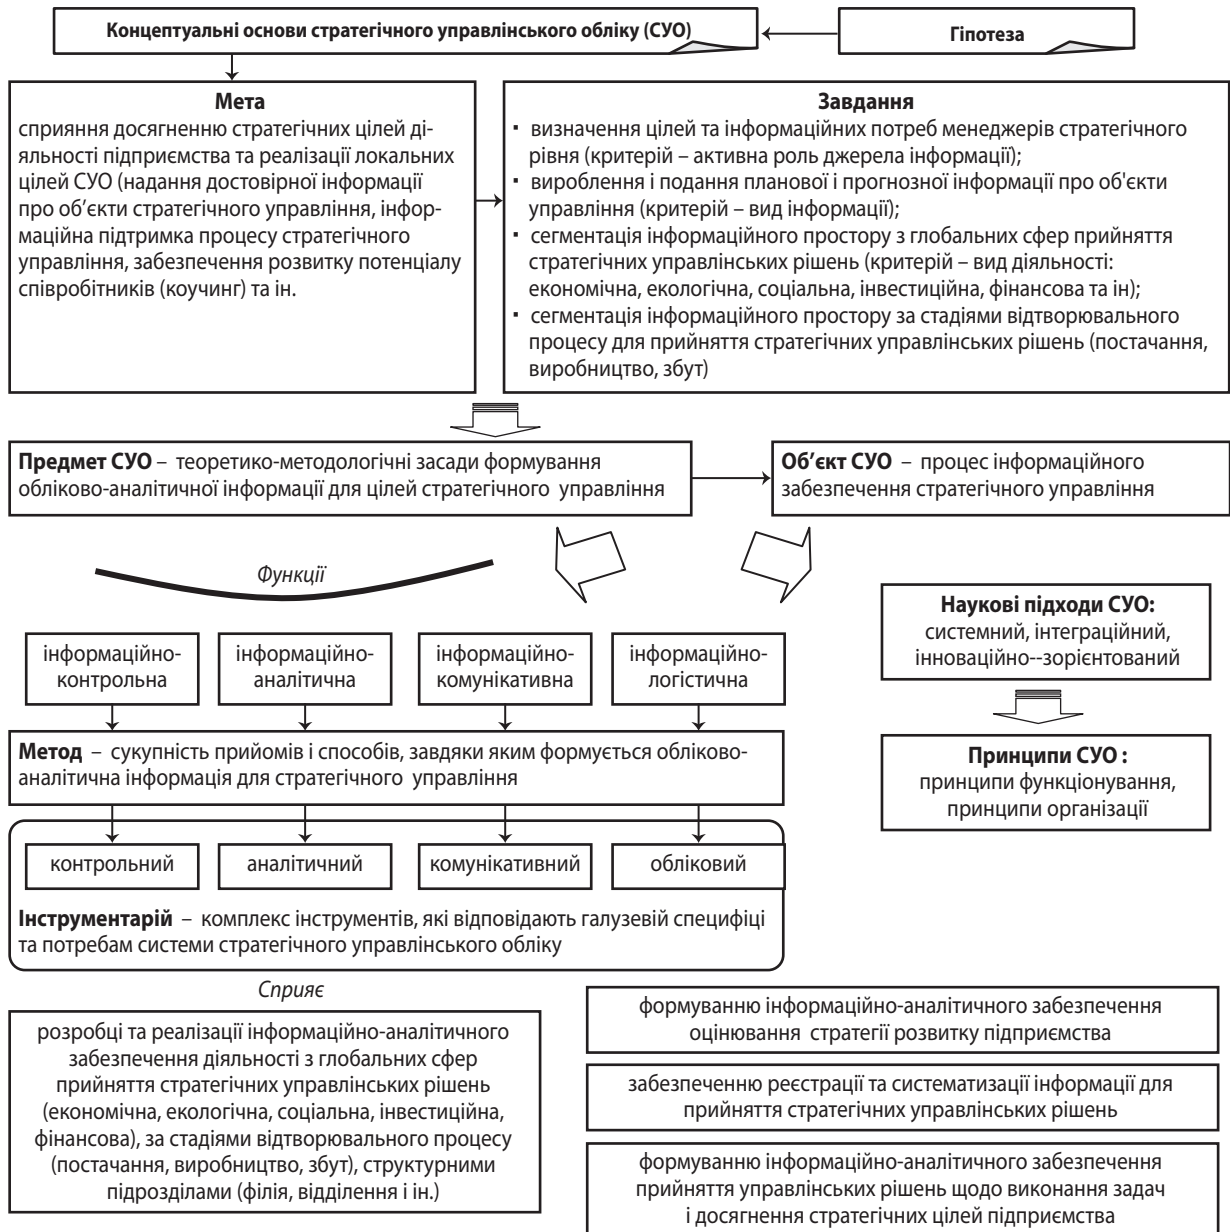 Концептуальні основи стратегічного управлінського обліку (СУО)
Гіпотеза
Мета
сприяння досягненню стратегічних цілей ді-
яльності підприємства та реалізації локальних
цілей СУО (надання достовірної інформації
про об’єкти стратегічного управління, інфор-
маційна підтримка процесу стратегічного
управління, забезпечення розвитку потенціалу
співробітників (коучинг) та ін.
Завдання
▪ визначення цілей та інформаційних потреб менеджерів стратегічного
рівня (критерій – активна роль джерела інформації);
▪ вироблення і подання планової і прогнозної інформації про об'єкти
управління (критерій – вид інформації);
▪ сегментація інформаційного простору з глобальних сфер прийняття
стратегічних управлінських рішень (критерій – вид діяльності:
економічна, екологічна, соціальна, інвестиційна, фінансова та ін);
▪ сегментація інформаційного простору за стадіями відтворювального
процесу для прийняття стратегічних управлінських рішень (постачання,
виробництво, збут)
Предмет СУО – теоретико-методологічні засади формування
обліково-аналітичної інформації для цілей стратегічного управління
Об’єкт СУО – процес інформаційного
забезпечення стратегічного управління
Функції
інформаційно-
контрольна
інформаційно-
аналітична
інформаційно-
комунікативна
інформаційно-
логістична
Наукові підходи СУО:
системний, інтеграційний,
інноваційно--зорієнтований
Метод – сукупність прийомів і способів, завдяки яким формується обліково-
аналітична інформація для стратегічного управління
Принципи СУО :
принципи функціонування,
принципи організації
контрольний
аналітичний
комунікативний
обліковий
Інструментарій – комплекс інструментів, які відповідають галузевій специфіці
та потребам системи стратегічного управлінського обліку
Сприяє
розробці та реалізації інформаційно-аналітичного
забезпечення діяльності з глобальних сфер
прийняття стратегічних управлінських рішень
(економічна, екологічна, соціальна, інвестиційна,
фінансова), за стадіями відтворювального процесу
(постачання, виробництво, збут), структурними
підрозділами (філія, відділення і ін.)
формуванню інформаційно-аналітичного забезпечення
оцінювання стратегії розвитку підприємства
забезпеченню реєстрації та систематизації інформації для
прийняття стратегічних управлінських рішень
формуванню інформаційно-аналітичного забезпечення
прийняття управлінських рішень щодо виконання задач
і досягнення стратегічних цілей підприємства